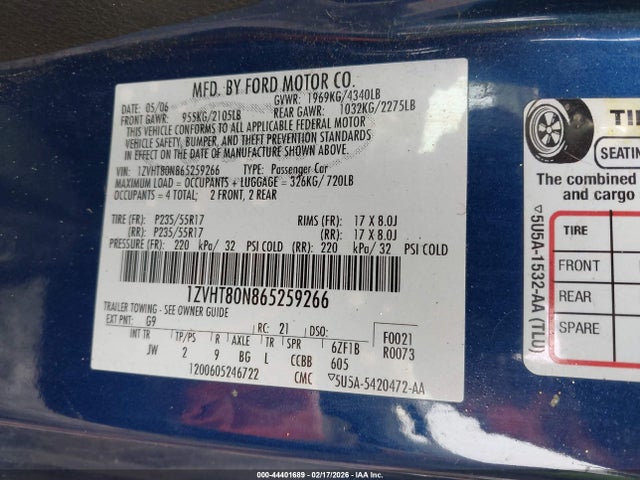 MFD. BY FORD MOTOR CO.
DATE: 05/06 GVWR: 1969KG/4340LB
FRONT GAWR: 955KG/2105LB REAR GAWR: 1032KG/2275LB
THIS VEHICLE CONFORMS TO ALL APPLICABLE FEDERAL MOTOR
VEHICLE SAFETY, BUMPER, AND THEFT PREVENTION STANDARDS
IN EFFECT ON THE DATE OF MANUFACTURE SHOWN ABOVE.
VIN: 1ZVHT80N865259266 TYPE: Passenger Car
MAXIMUM LOAD = OCCUPANTS + LUGGAGE = 326KG/720LB
OCCUPANTS = 4 TOTAL; 2 FRONT, 2 REAR
TIRE (FR): P235/55R17 RIMS (FR): 17 X 8.0J
(RR): P235/55R17 (RR): 17 X 8.0J
PRESSURE (FR): 220 kPa/ 32 PSI COLD (RR): 220 kPa/ 32 PSI COLD
1ZVHT80N865259266
TRAILER TOWING - SEE OWNER GUIDE
EXT PNT: G9 RC: 21 DSO: F0021
INT TR TP/PS R AXLE TR SPR 6ZF1B R0073
JW 2 9 BG L CCBB 605
1200605246722 CMC ▽5U5A-5420472-AA
TIR
SEATING
The combined
and cargo
TIRE
FRONT
REAR
SPARE
▽5U5A-1532-AA (TLU)
000-44401689 - 02/17/2026 - IAA Inc.